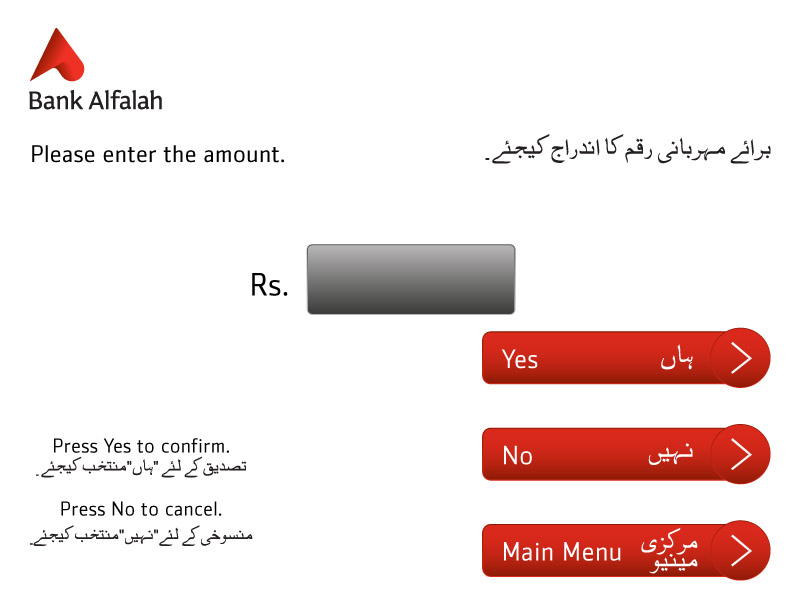 Bank Alfalah
Please enter the amount.
برائے مہربانی رقم کا اندراج کیجئے۔
Rs.
Yes ہاں
No نہیں
Main Menu مرکزی مینیو
Press Yes to confirm.
تصدیق کے لئے "ہاں" منتخب کیجئے۔
Press No to cancel.
منسوخی کے لئے "نہیں" منتخب کیجئے۔